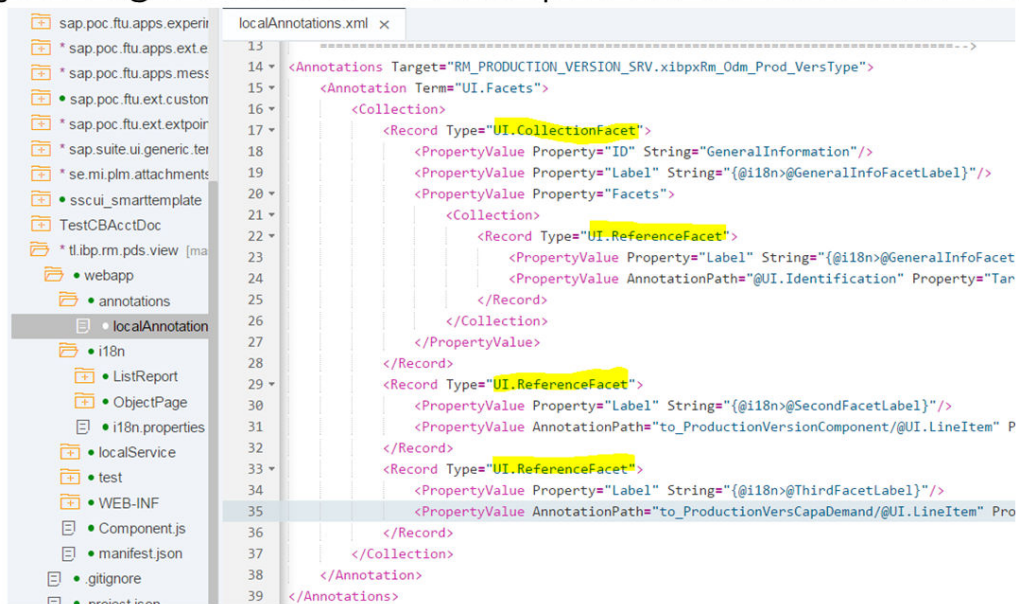 sap.poc.ftu.apps.experir
* sap.poc.ftu.apps.ext.e
* sap.poc.ftu.apps.mess
sap.poc.ftu.ext.custom
* sap.poc.ftu.ext.extpoir
* sap.suite.ui.generic.ter
* se.mi.plm.attachments
sscui_smarttemplate
TestCBAcctDoc
* tl.ibp.rm.pds.view [ma
webapp
annotations
localAnnotation
i18n
ListReport
ObjectPage
i18n.properties
localService
test
WEB-INF
Component.js
manifest.json
.gitignore
project.json
localAnnotations.xml ×
13 ================================================================================-->
14 <Annotations Target="RM_PRODUCTION_VERSION_SRV.xibpxRm_Odm_Prod_VersType">
15 <Annotation Term="UI.Facets">
16 <Collection>
17 <Record Type="UI.CollectionFacet">
18 <PropertyValue Property="ID" String="GeneralInformation"/>
19 <PropertyValue Property="Label" String="{@i18n>@GeneralInfoFacetLabel}"/>
20 <PropertyValue Property="Facets">
21 <Collection>
22 <Record Type="UI.ReferenceFacet">
23 <PropertyValue Property="Label" String="{@i18n>@GeneralInfoFacet
24 <PropertyValue AnnotationPath="@UI.Identification" Property="Tar
25 </Record>
26 </Collection>
27 </PropertyValue>
28 </Record>
29 <Record Type="UI.ReferenceFacet">
30 <PropertyValue Property="Label" String="{@i18n>@SecondFacetLabel}"/>
31 <PropertyValue AnnotationPath="to_ProductionVersionComponent/@UI.LineItem" P
32 </Record>
33 <Record Type="UI.ReferenceFacet">
34 <PropertyValue Property="Label" String="{@i18n>@ThirdFacetLabel}"/>
35 <PropertyValue AnnotationPath="to_ProductionVersCapaDemand/@UI.LineItem" Pro
36 </Record>
37 </Collection>
38 </Annotation>
39 </Annotations>